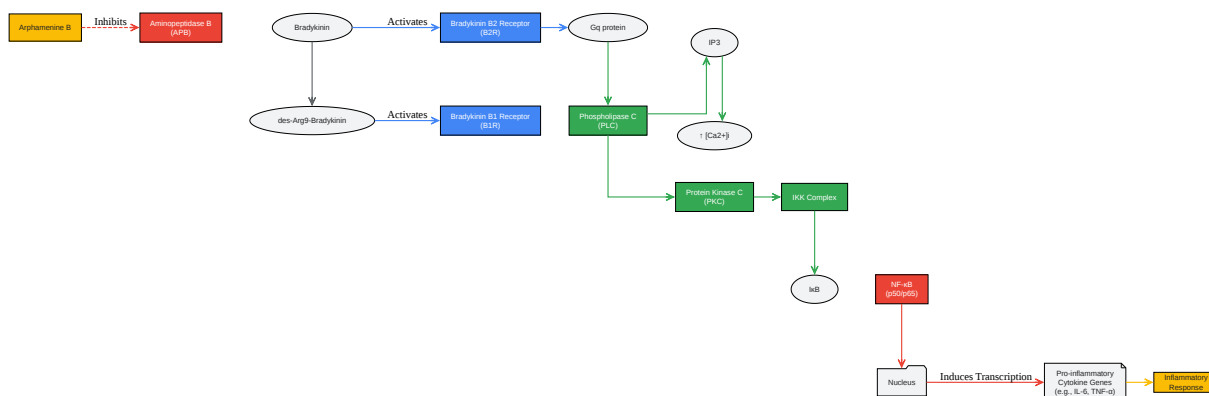 Arphamenine B
Inhibits
Aminopeptidase B
(APB)
Bradykinin
Activates
Bradykinin B2 Receptor
(B2R)
Gq protein
IP3
des-Arg9-Bradykinin
Activates
Bradykinin B1 Receptor
(B1R)
Phospholipase C
(PLC)
↑ [Ca2+]i
Protein Kinase C
(PKC)
IKK Complex
IκB
NF-κB
(p50/p65)
Nucleus
Induces Transcription
Pro-inflammatory
Cytokine Genes
(e.g., IL-6, TNF-α)
Inflammatory
Response